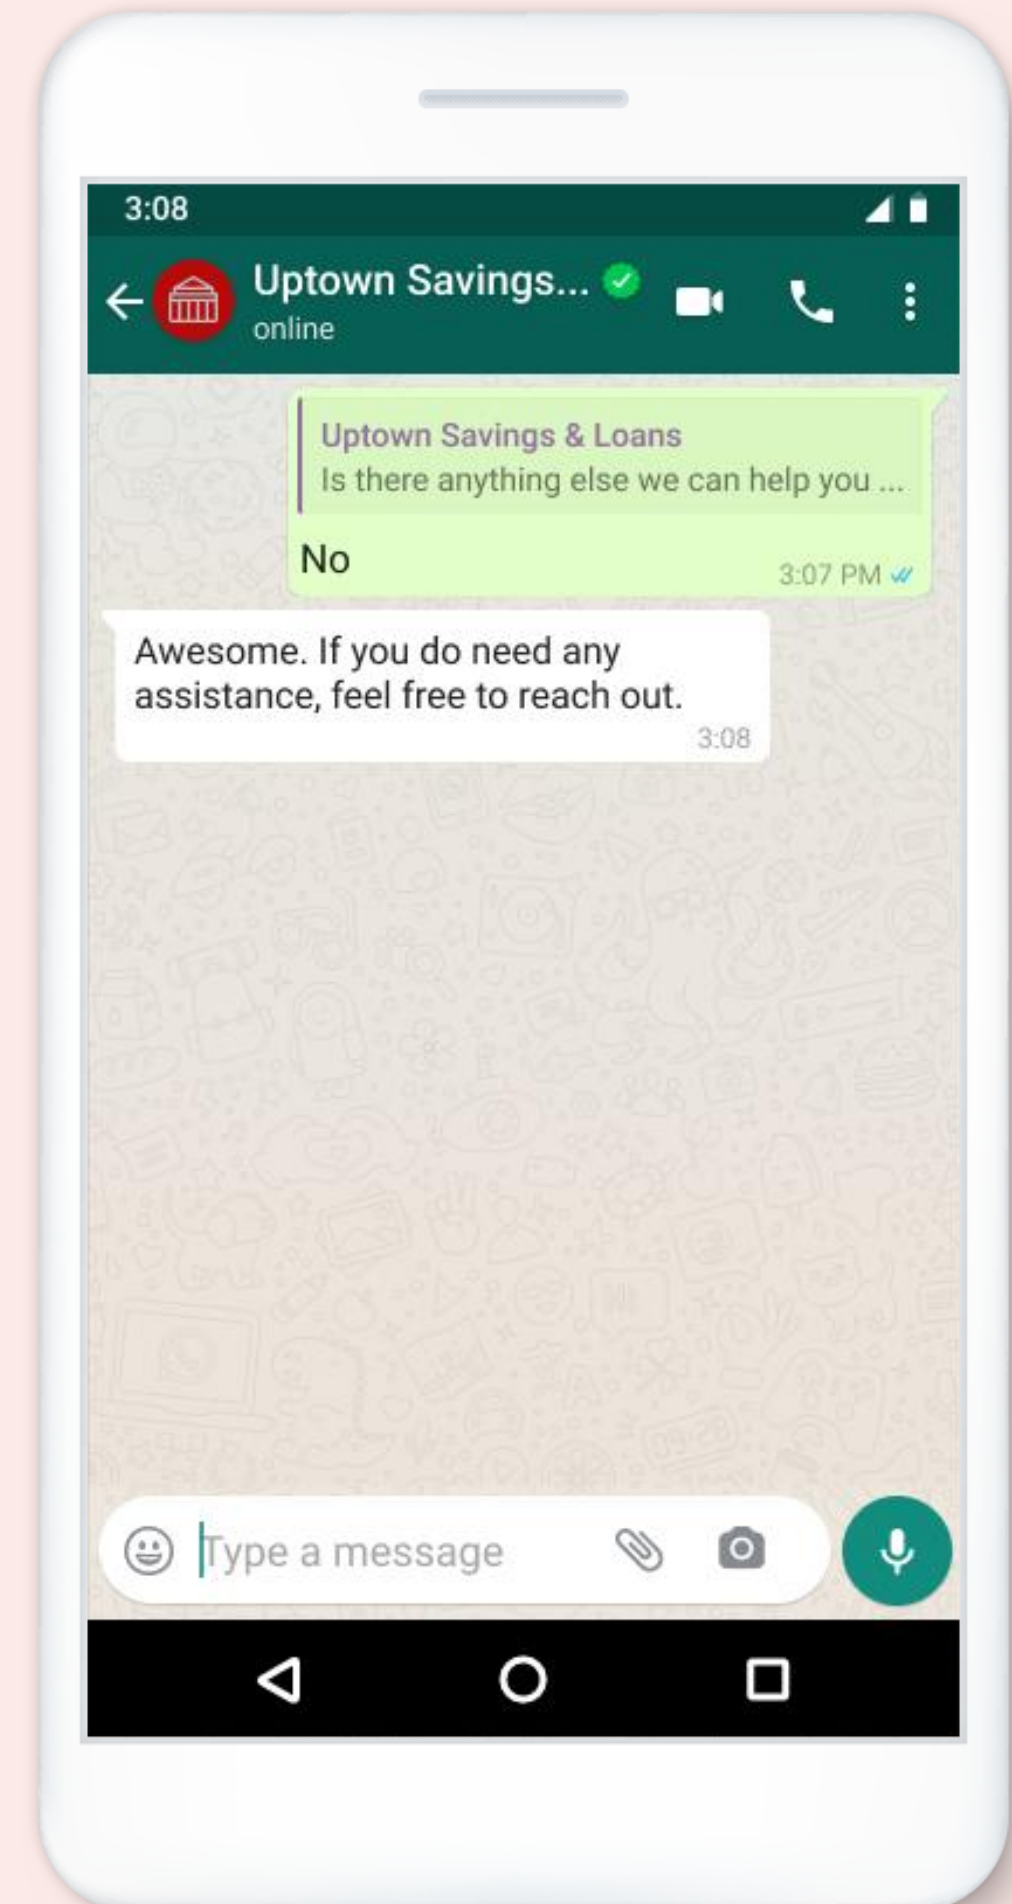 3:08
Uptown Savings...
online
Uptown Savings & Loans
Is there anything else we can help you ...
No
3:07 PM
Awesome. If you do need any
assistance, feel free to reach out.
3:08
Type a message